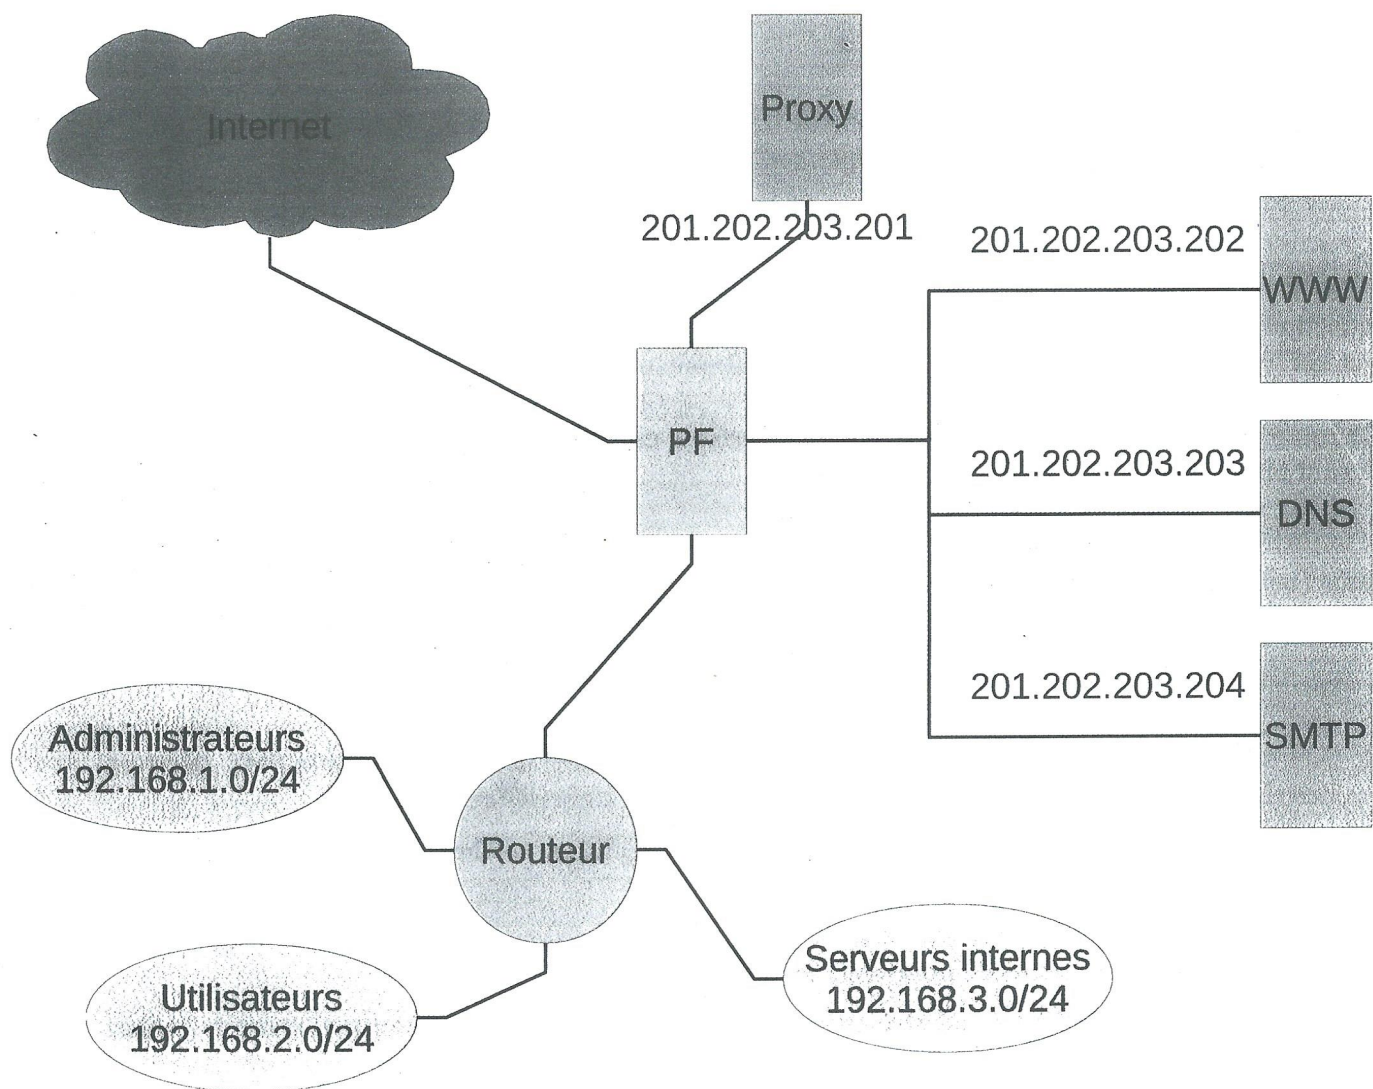 Internet
Proxy
201.202.203.201
201.202.203.202
WWW
PF
201.202.203.203
DNS
201.202.203.204
SMTP
Administrateurs
192.168.1.0/24
Routeur
Serveurs internes
192.168.3.0/24
Utilisateurs
192.168.2.0/24